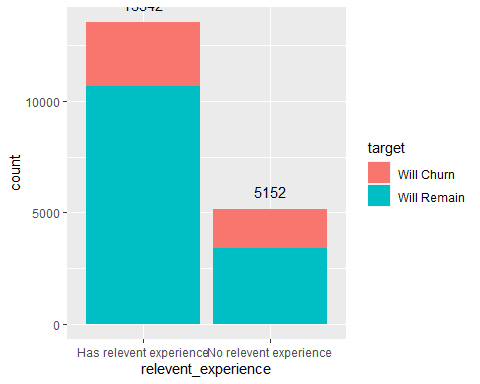 10000
5152
5000
0
count
Has relevent experience
No relevent experience
relevent_experience
target
Will Churn
Will Remain